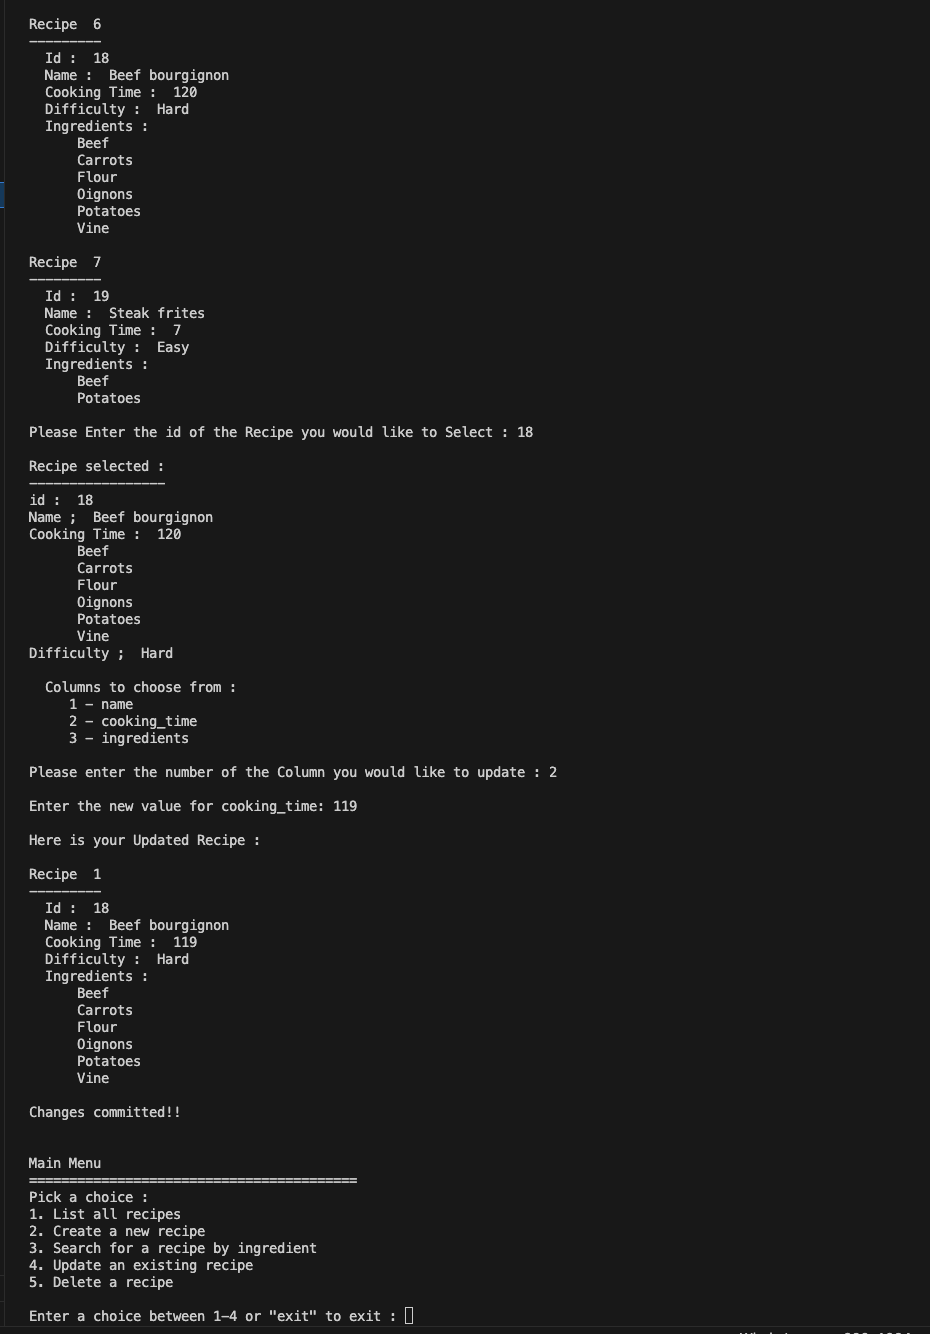 Recipe  6
---------
  Id :  18
  Name :  Beef bourgignon
  Cooking Time :  120
  Difficulty :  Hard
  Ingredients :
      Beef
      Carrots
      Flour
      Oignons
      Potatoes
      Vine
Recipe  7
---------
  Id :  19
  Name :  Steak frites
  Cooking Time :  7
  Difficulty :  Easy
  Ingredients :
      Beef
      Potatoes
Please Enter the id of the Recipe you would like to Select : 18
Recipe selected :
-----------------
id :  18
Name ;  Beef bourgignon
Cooking Time :  120
      Beef
      Carrots
      Flour
      Oignons
      Potatoes
      Vine
Difficulty ;  Hard
  Columns to choose from :
     1 - name
     2 - cooking_time
     3 - ingredients
Please enter the number of the Column you would like to update : 2
Enter the new value for cooking_time: 119
Here is your Updated Recipe :
Recipe  1
---------
  Id :  18
  Name :  Beef bourgignon
  Cooking Time :  119
  Difficulty :  Hard
  Ingredients :
      Beef
      Carrots
      Flour
      Oignons
      Potatoes
      Vine
Changes committed!!
Main Menu
=========================================
Pick a choice :
1. List all recipes
2. Create a new recipe
3. Search for a recipe by ingredient
4. Update an existing recipe
5. Delete a recipe
Enter a choice between 1-4 or "exit" to exit :